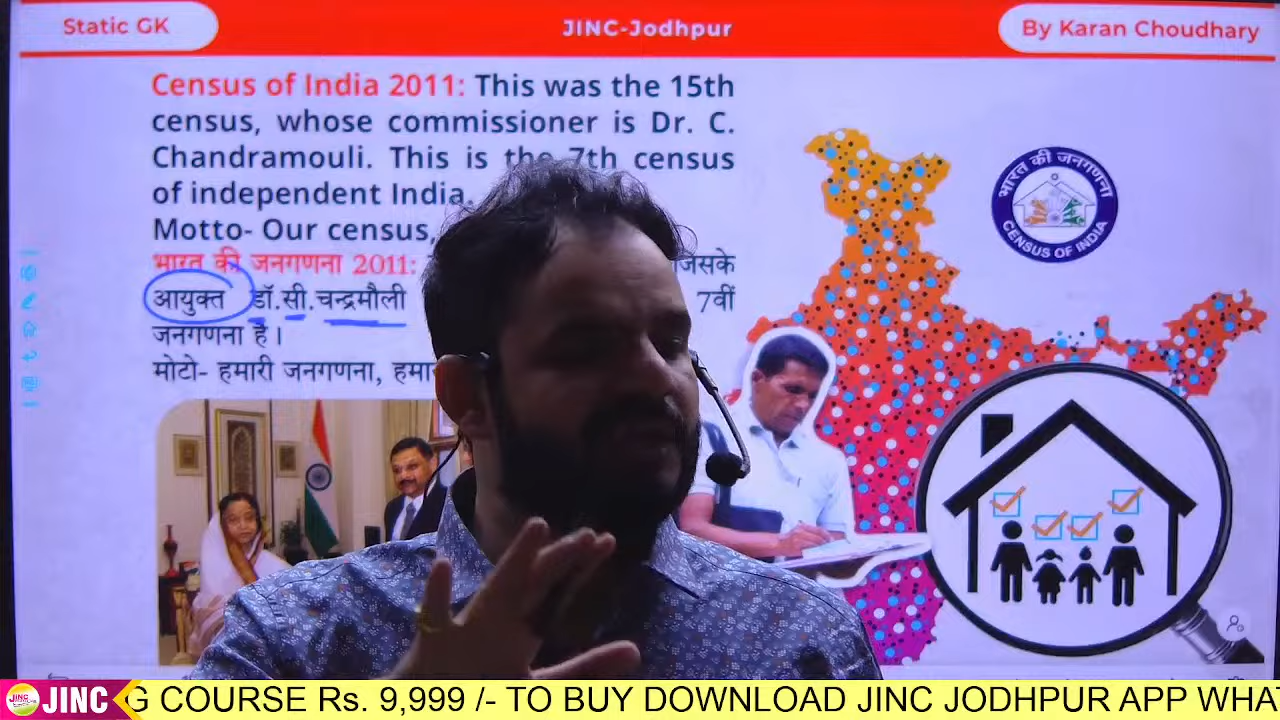 Static GK
JINC-Jodhpur
By Karan Choudhary
Census of India 2011: This was the 15th
census, whose commissioner is Dr. C.
Chandramouli. This is the 7th census
of independent India.
Motto- Our census,
भारत की जनगणना 2011: जिसके
आयुक्त डॉ.सी.चन्द्रमौली 7वीं
जनगणना है।
मोटो- हमारी जनगणना,
भारत की जनगणना
CENSUS OF INDIA
JINC
JINC
G COURSE Rs. 9,999 /- TO BUY DOWNLOAD JINC JODHPUR APP WHA